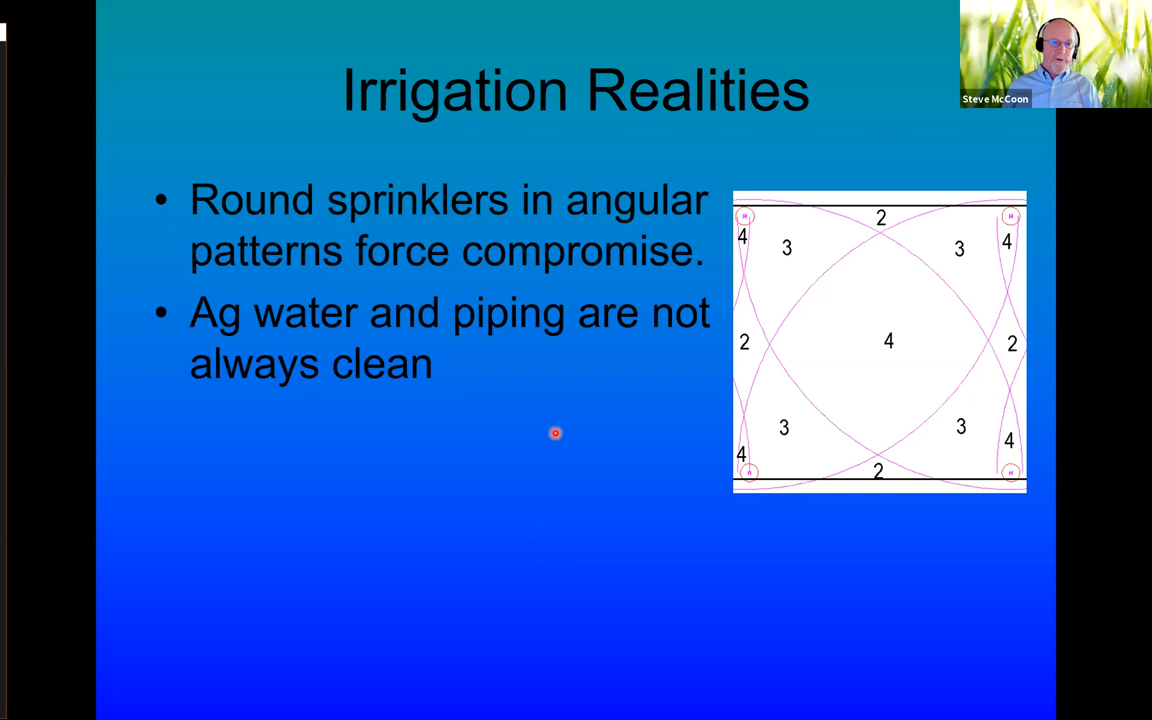 Irrigation Realities
Steve McCoon
• Round sprinklers in angular
patterns force compromise.
• Ag water and piping are not
always clean
H 2 H
4 3 3 4
2 4 2
3 3 4
4 2
H H